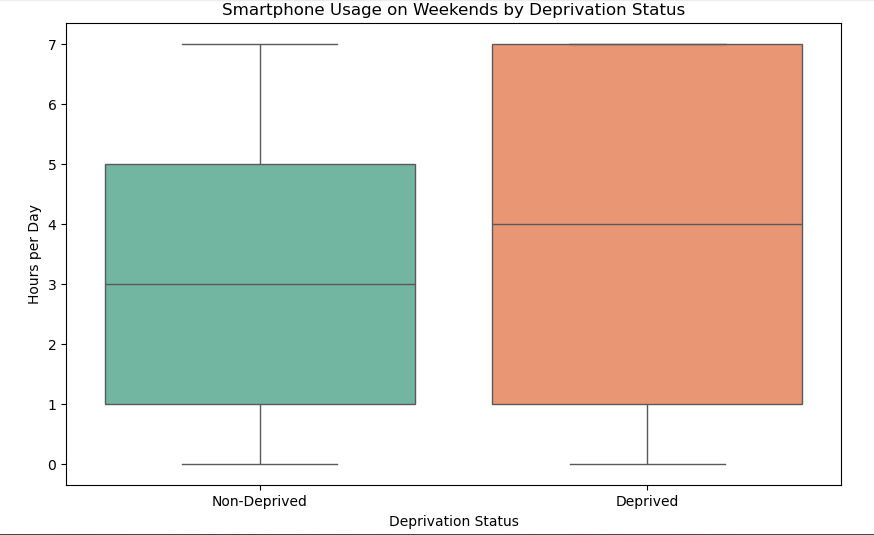 Smartphone Usage on Weekends by Deprivation Status
7
6
5
4
3
2
1
0
Hours per Day
Non-Deprived
Deprived
Deprivation Status